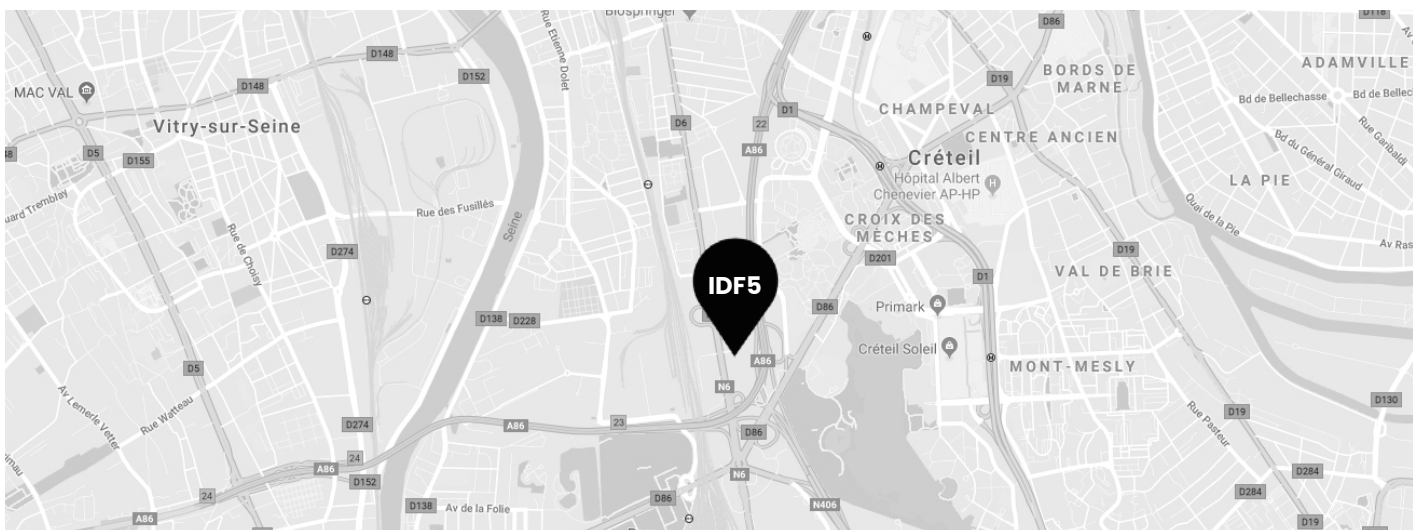 Biospringer
D118
D86
D148
D152
Rue Etienne Dolet
D19
BORDS DE
MARNE
ADAMVILLE
MAC VAL
D148
Bd de Bellechasse
D1
CHAMPEVAL
Vitry-sur-Seine
D6
22
Rue Garibaldi
CENTRE ANCIEN
Bd du Général Giraud
D5
D155
A86
Créteil
Hôpital Albert
Chenevier AP-HP
LA PIE
Rue des Fusillés
Seine
Quai de la Pie
CROIX DES
MÈCHES
Rue de Choisy
D274
D201
D19
D1
VAL DE BRIE
IDF5
D86
Primark
D138
D228
Créteil Soleil
A86
MONT-MESLY
D5
N6
Av Lemerle Vetter
Rue Watteau
D130
D19
Rue Pasteur
D274
A86
23
D86
24
A86
D152
N6
D284
24
D86
D284
D138
Av de la Folie
N406
A86
D19